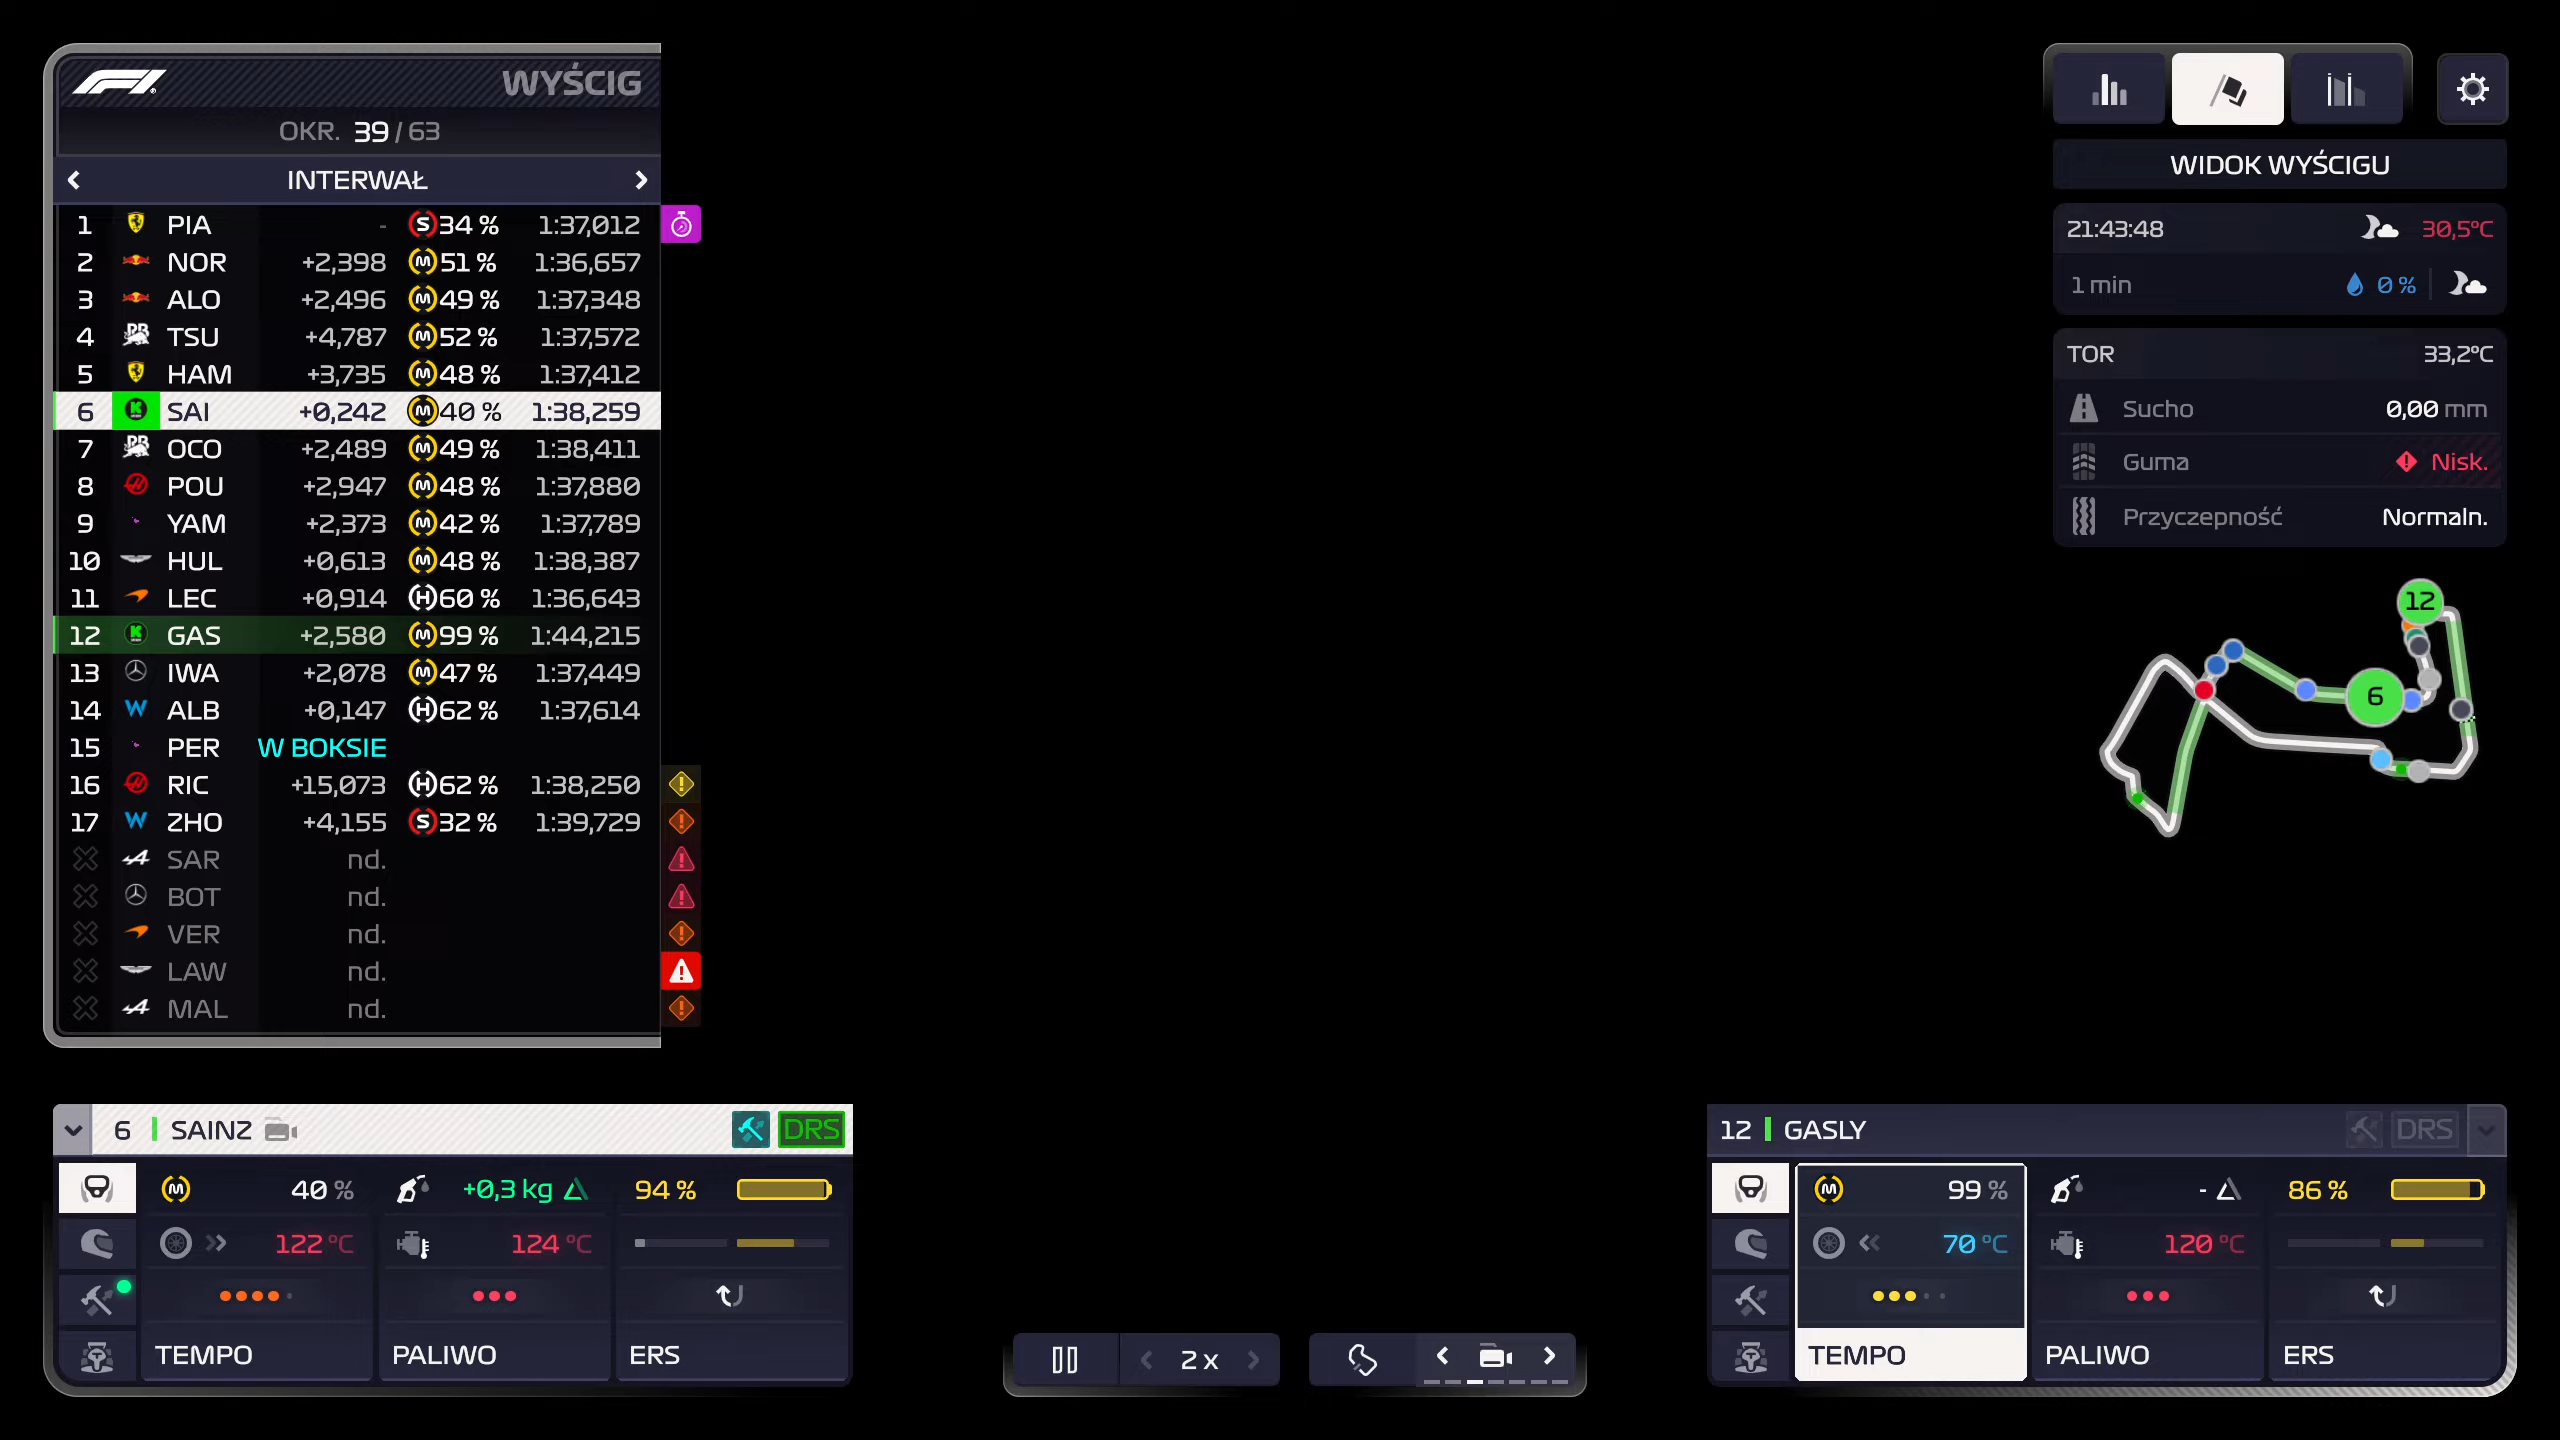 WYŚCIG
OKR. 39 / 63
INTERWAŁ
1 PIA - S 34 % 1:37,012
2 NOR +2,398 M 51 % 1:36,657
3 ALO +2,496 M 49 % 1:37,348
4 TSU +4,787 M 52 % 1:37,572
5 HAM +3,735 M 48 % 1:37,412
6 SAI +0,242 M 40 % 1:38,259
7 OCO +2,489 M 49 % 1:38,411
8 POU +2,947 M 48 % 1:37,880
9 YAM +2,373 M 42 % 1:37,789
10 HUL +0,613 M 48 % 1:38,387
11 LEC +0,914 H 60 % 1:36,643
12 GAS +2,580 M 99 % 1:44,215
13 IWA +2,078 M 47 % 1:37,449
14 ALB +0,147 H 62 % 1:37,614
15 PER W BOKSIE
16 RIC +15,073 H 62 % 1:38,250
17 ZHO +4,155 S 32 % 1:39,729
SAR nd.
BOT nd.
VER nd.
LAW nd.
MAL nd.
WIDOK WYŚCIGU
21:43:48 30,5°C
1 min 0 %
TOR 33,2°C
Sucho 0,00 mm
Guma Nisk.
Przyczepność Normaln.
12
6
6 SAINZ DRS
M 40 % +0,3 kg 94 %
122 °C 124 °C
TEMPO PALIWO ERS
2 x
12 GASLY DRS
M 99 % - 86 %
70 °C 120 °C
TEMPO PALIWO ERS